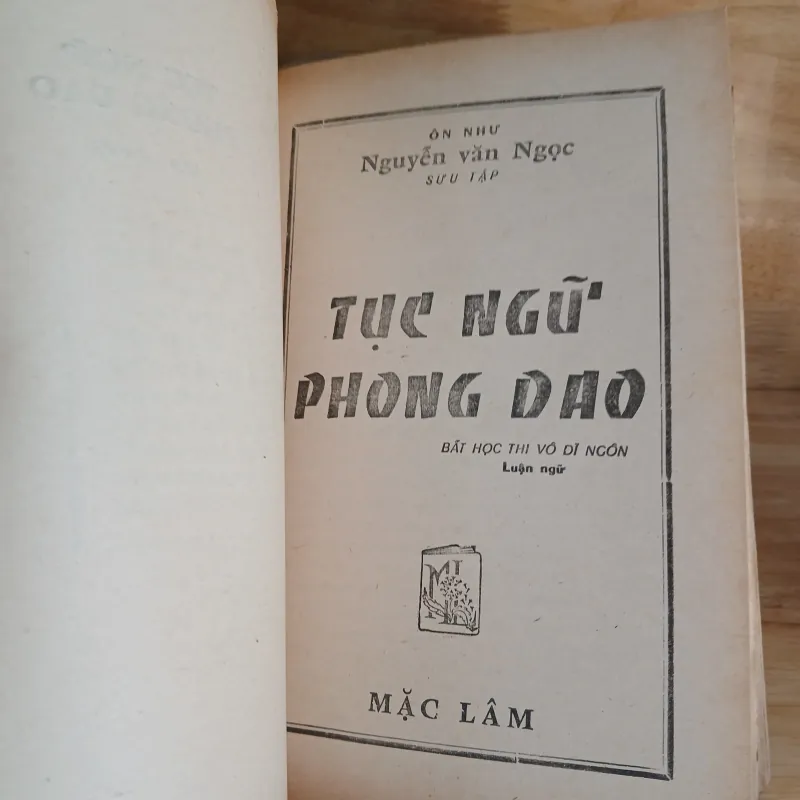 ÔN NHƯ
Nguyễn văn Ngọc
SƯU TẬP
TỤC NGỮ
PHONG DAO
BẤT HỌC THI VÔ DĨ NGÔN
Luận ngữ
ML
MẶC LÂM